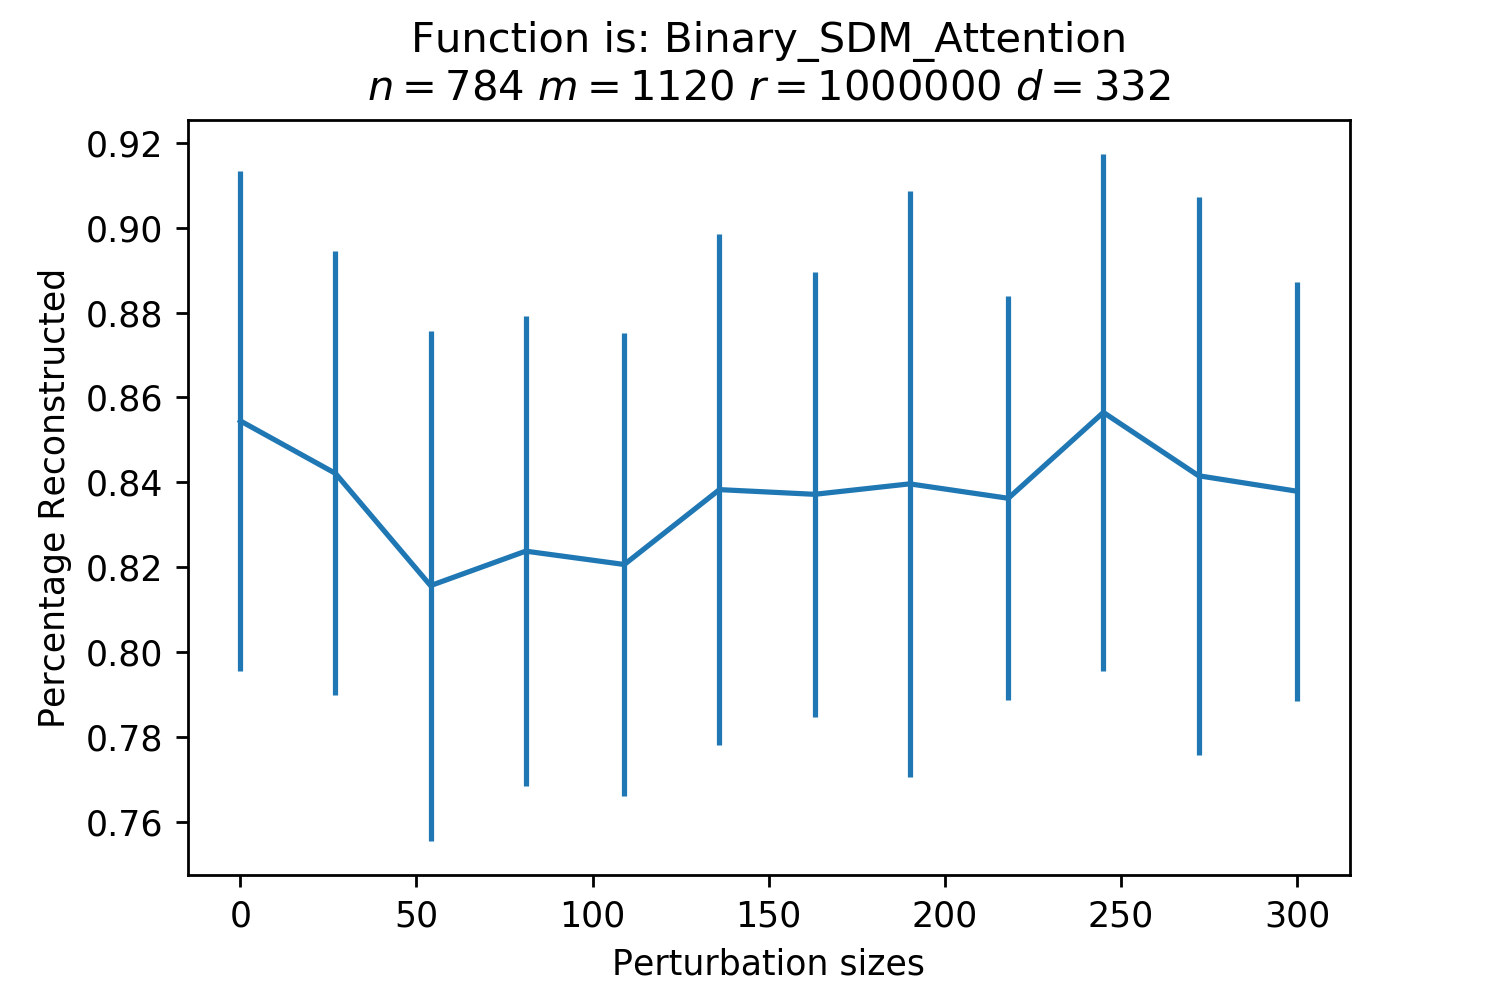 Function is: Binary_SDM_Attention
n = 784 m = 1120 r = 1000000 d = 332
0.92
0.90
0.88
0.86
0.84
0.82
0.80
0.78
0.76
Percentage Reconstructed
0 50 100 150 200 250 300
Perturbation sizes